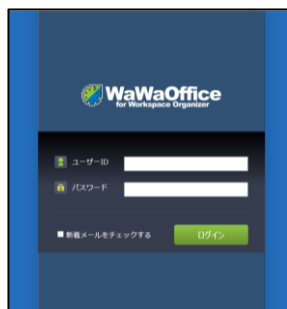 WaWaOffice
for Workspace Organizer
ユーザーID
パスワード
新着メールをチェックする
ログイン